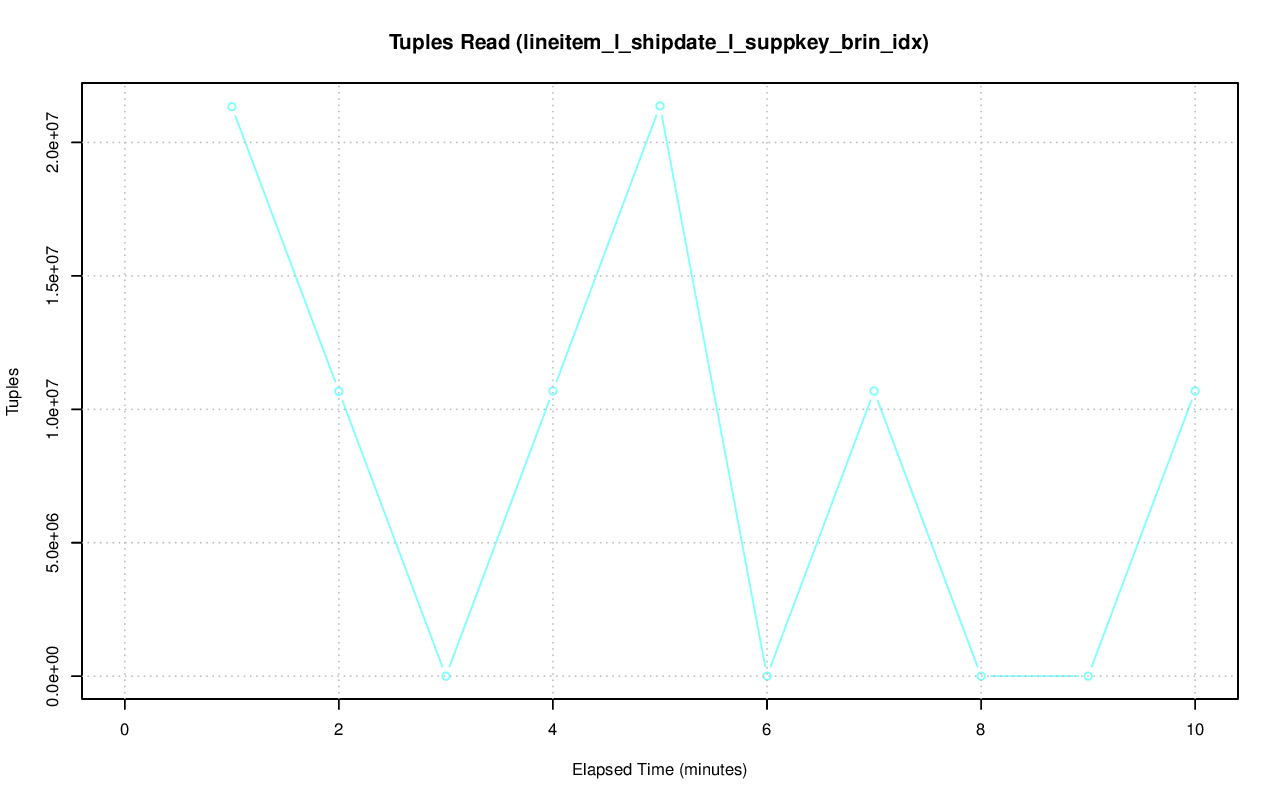 Tuples Read (lineitem_l_shipdate_l_suppkey_brin_idx)
Tuples
2.0e+07
1.5e+07
1.0e+07
5.0e+06
0.0e+00
0 2 4 6 8 10
Elapsed Time (minutes)